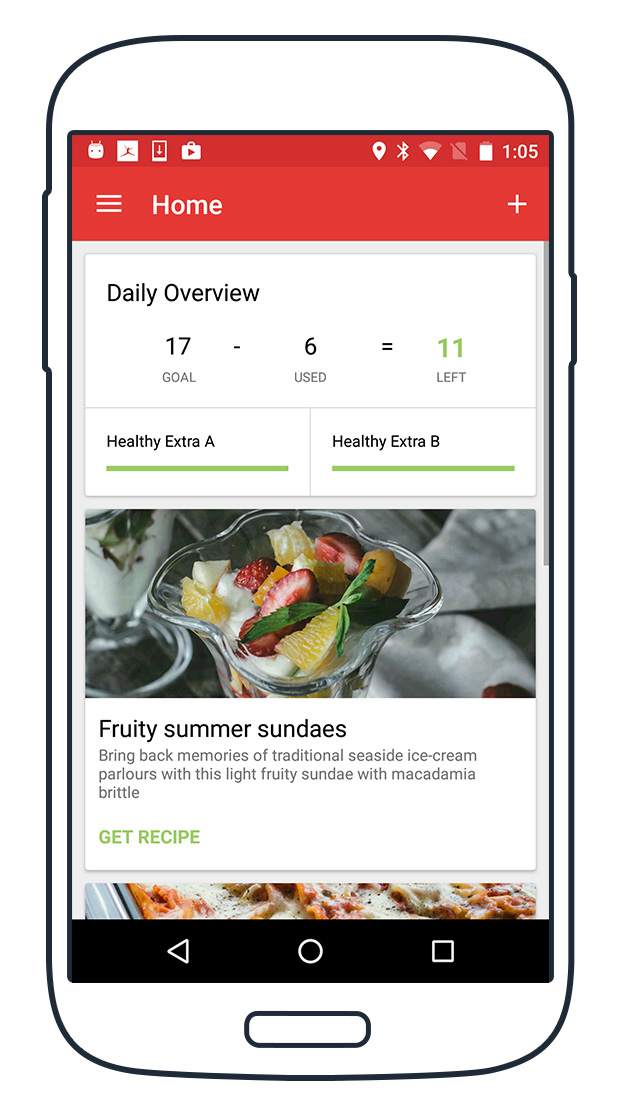 1:05
Home
Daily Overview
17 - 6 = 11
GOAL USED LEFT
Healthy Extra A Healthy Extra B
Fruity summer sundaes
Bring back memories of traditional seaside ice-cream
parlours with this light fruity sundae with macadamia
brittle
GET RECIPE